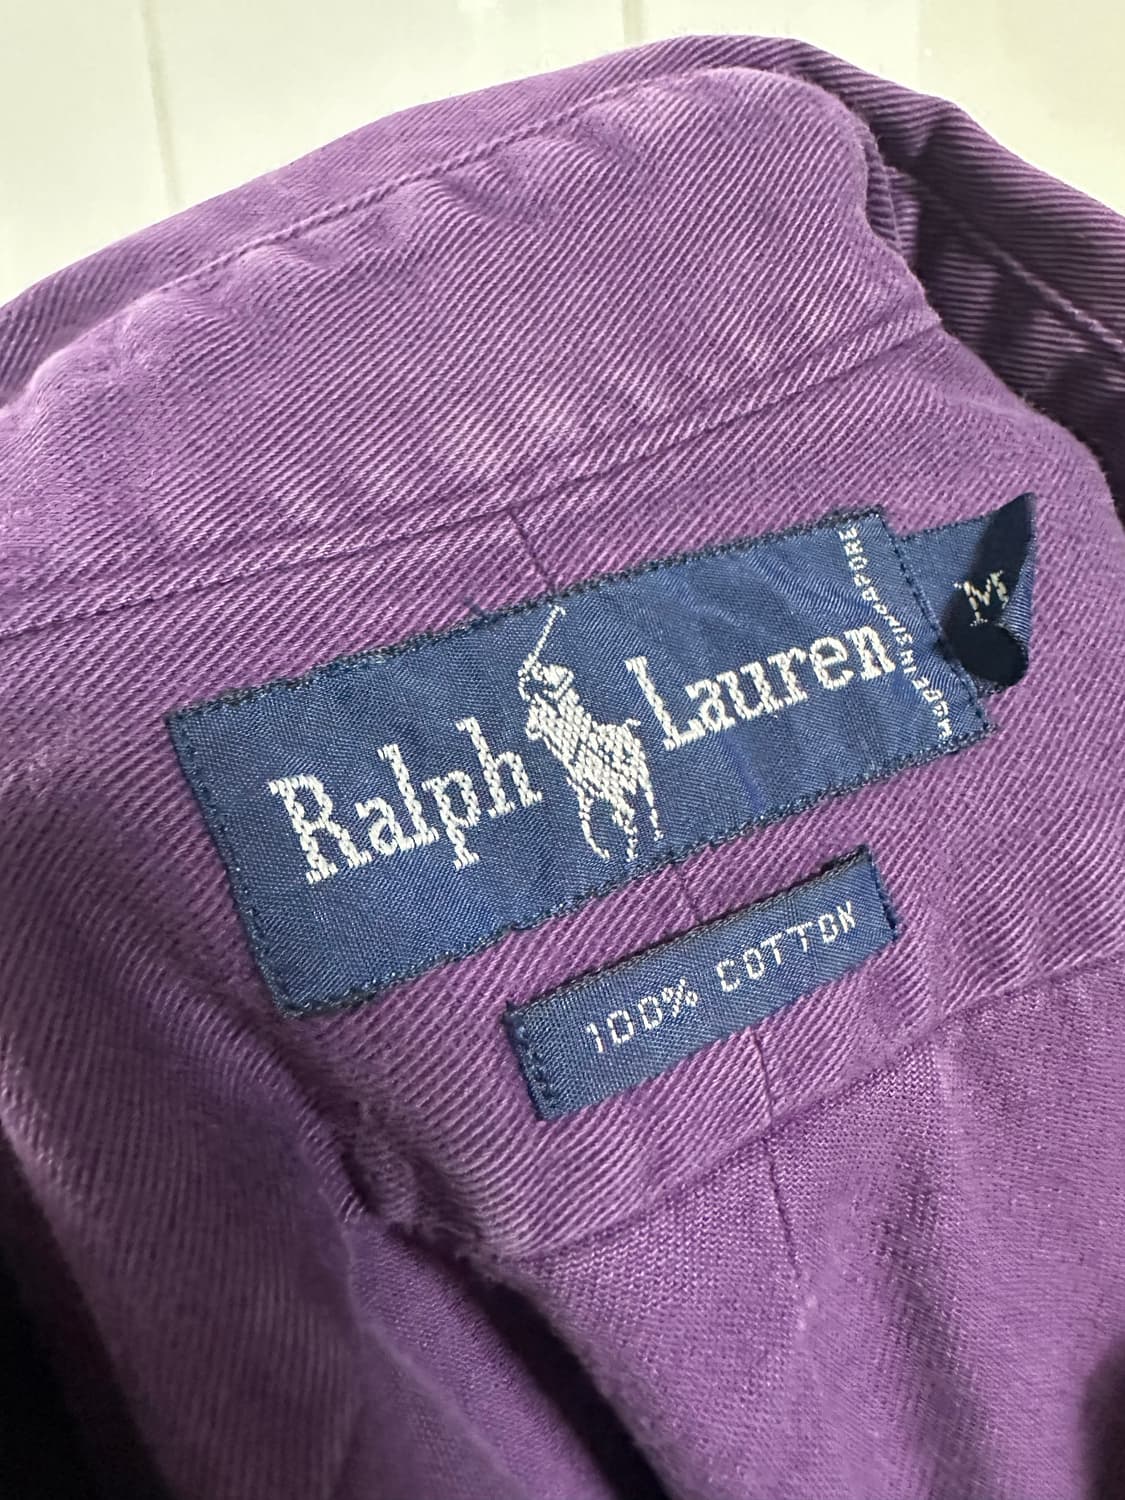 Ralph Lauren
MADE IN SINGAPORE
M
100% COTTON